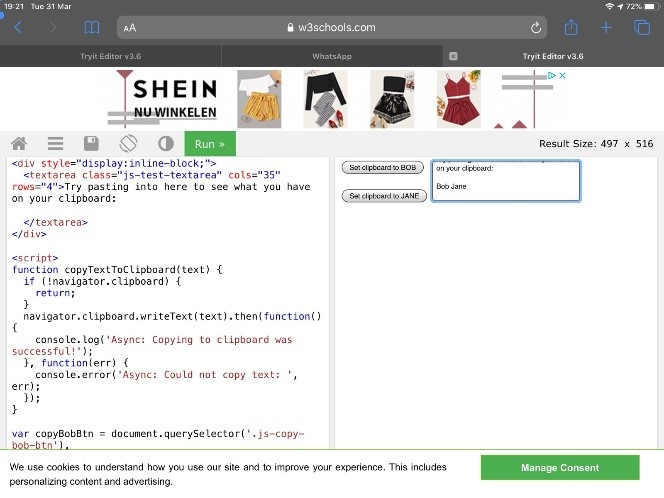 19:21 Tue 31 Mar
72%
AA
w3schools.com
Tryit Editor v3.6
WhatsApp
Tryit Editor v3.6
SHEIN
NU WINKELEN
Run »
Result Size: 497 x 516
<div style="display:inline-block;">
<textarea class="js-test-textarea" cols="35"
rows="4">Try pasting into here to see what you have
on your clipboard:
</textarea>
</div>
<script>
function copyTextToClipboard(text) {
if (!navigator.clipboard) {
return;
}
navigator.clipboard.writeText(text).then(function()
{
console.log('Async: Copying to clipboard was
successful!');
}, function(err) {
console.error('Async: Could not copy text: ',
err);
});
}
var copyBobBtn = document.querySelector('.js-copy-
bob-btn'),
Set clipboard to BOB
Set clipboard to JANE
on your clipboard:
Bob Jane
We use cookies to understand how you use our site and to improve your experience. This includes
personalizing content and advertising.
Manage Consent